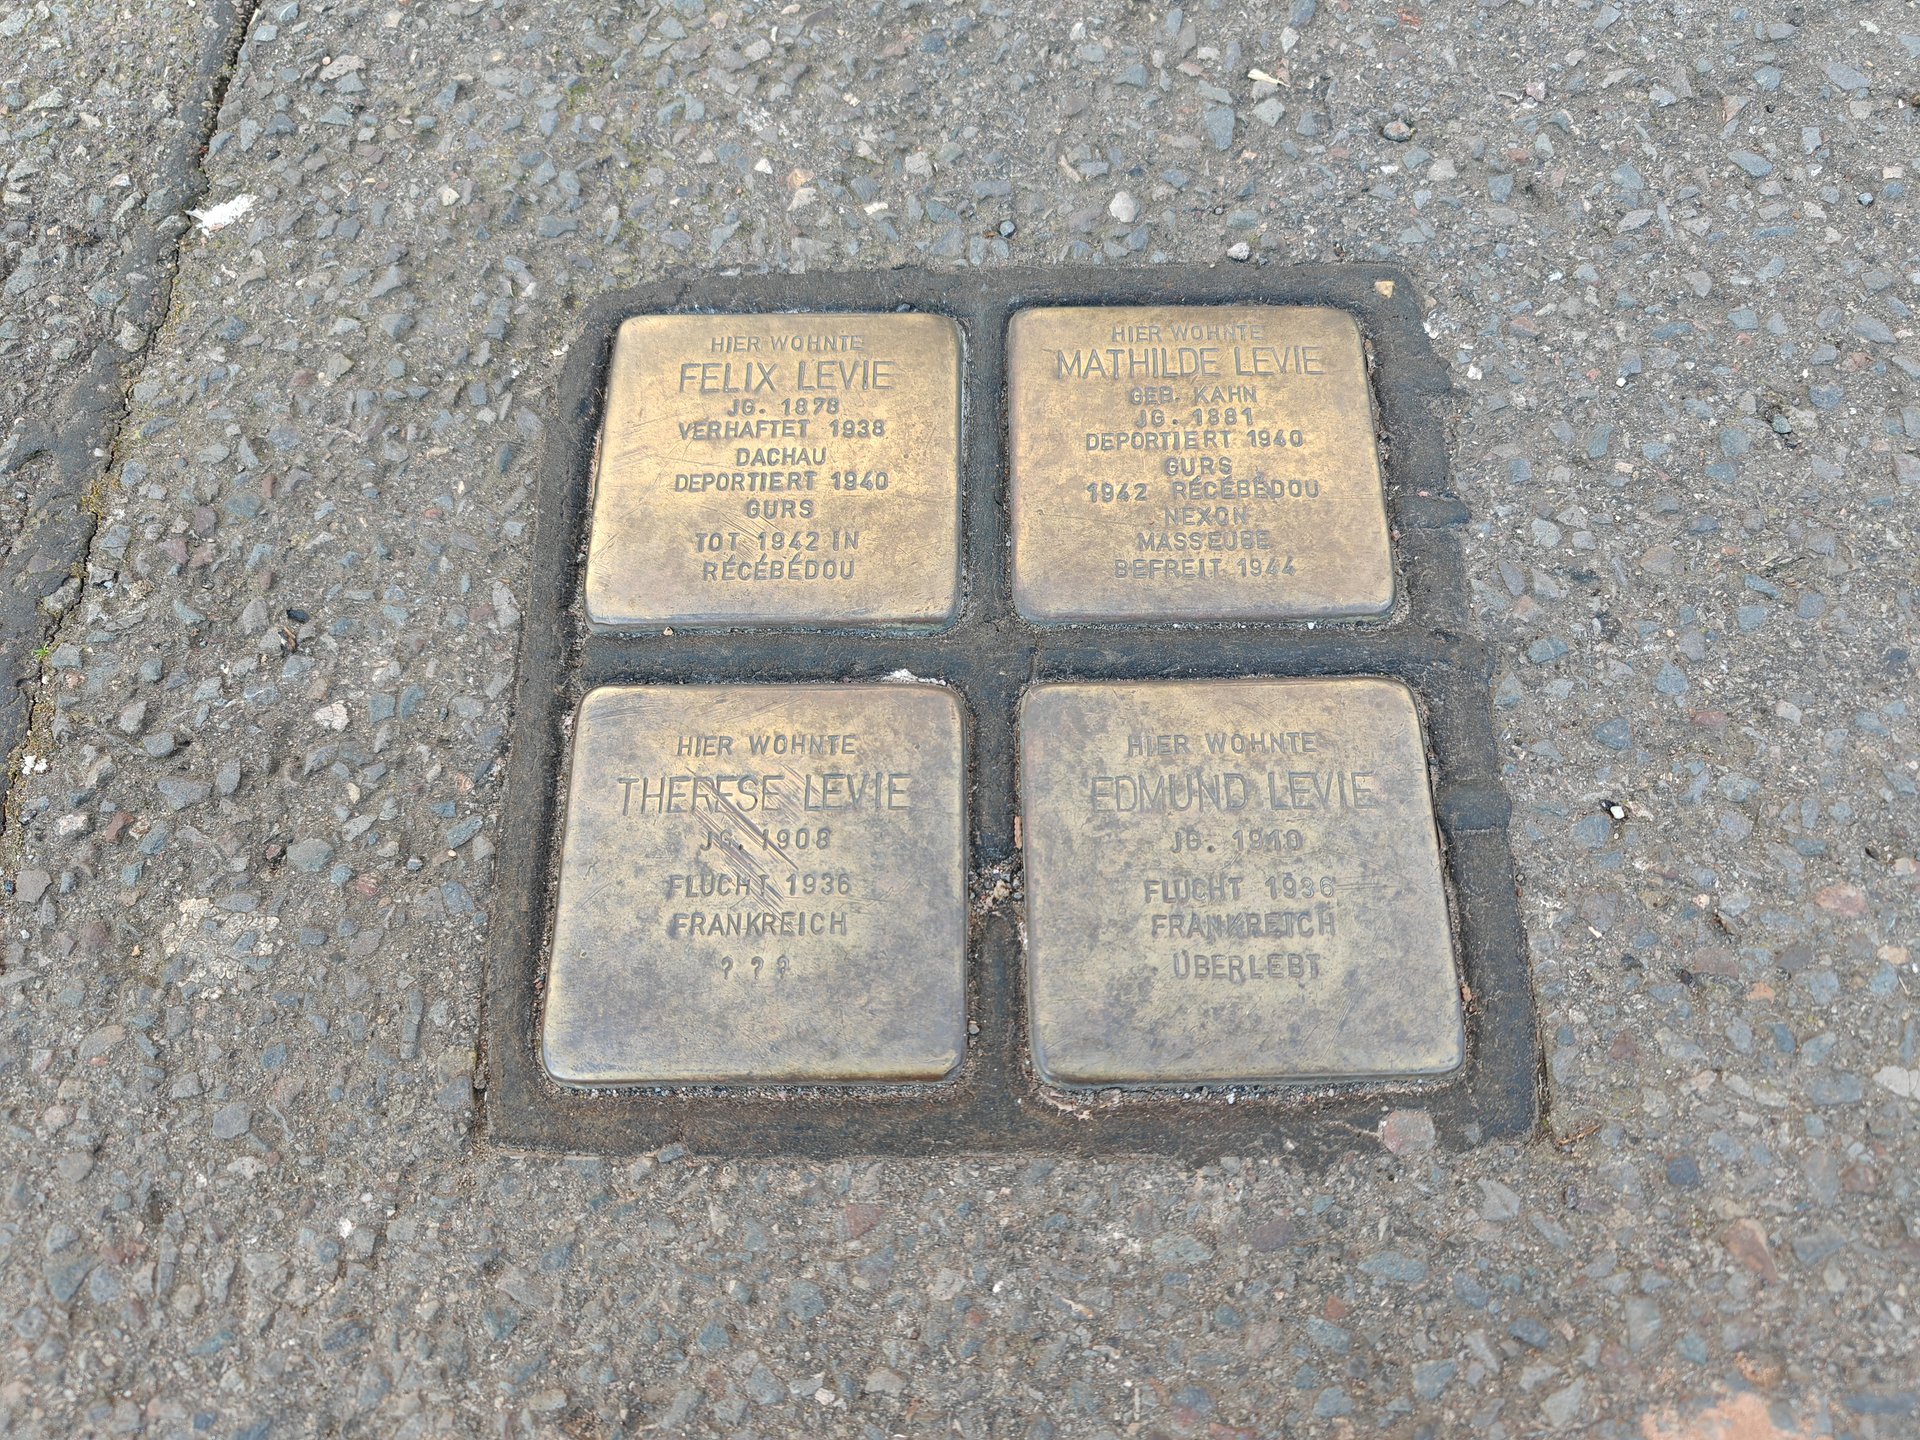 HIER WOHNTE
FELIX LEVIE
JG. 1878
VERHAFTET 1938
DACHAU
DEPORTIERT 1940
GURS
TOT 1942 IN
RÉCÉBÉDOU
HIER WOHNTE
MATHILDE LEVIE
GEB. KAHN
JG. 1881
DEPORTIERT 1940
GURS
1942 RÉCÉBÉDOU
NEXON
MASSEUBE
BEFREIT 1944
HIER WOHNTE
THERESE LEVIE
JG. 1908
FLUCHT 1936
FRANKREICH
? ? ?
HIER WOHNTE
EDMUND LEVIE
JG. 1910
FLUCHT 1936
FRANKREICH
ÜBERLEBT